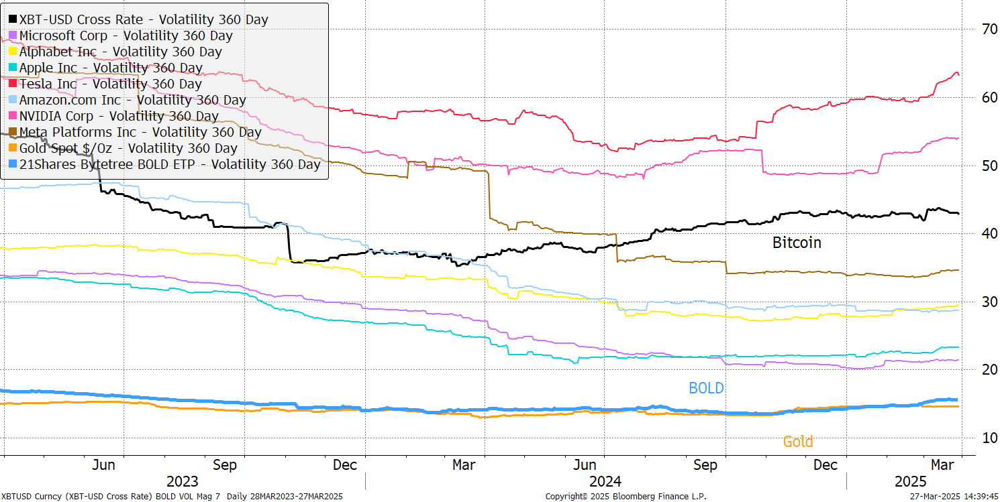 XBT-USD Cross Rate - Volatility 360 Day
Microsoft Corp - Volatility 360 Day
Alphabet Inc - Volatility 360 Day
Apple Inc - Volatility 360 Day
Tesla Inc - Volatility 360 Day
Amazon.com Inc - Volatility 360 Day
NVIDIA Corp - Volatility 360 Day
Meta Platforms Inc - Volatility 360 Day
Gold Spot $/Oz - Volatility 360 Day
21Shares Bytetree BOLD ETP - Volatility 360 Day
70
60
50
40
30
20
10
Bitcoin
BOLD
Gold
Jun Sep Dec Mar Jun Sep Dec Mar
2023 2024 2025
XBTUSD Curncy (XBT-USD Cross Rate) BOLD VOL Mag 7 Daily 28MAR2023-27MAR2025 Copyright© 2025 Bloomberg Finance L.P. 27-Mar-2025 14:39:45